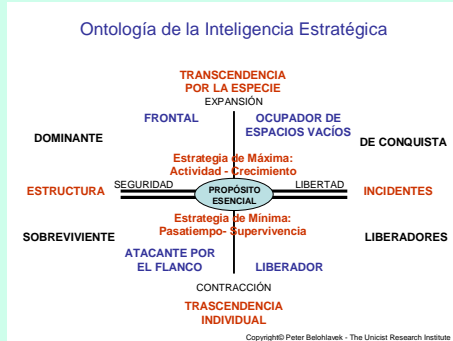 Ontología de la Inteligencia Estratégica
TRANSCENDENCIA
POR LA ESPECIE
EXPANSIÓN
FRONTAL
OCUPADOR DE
ESPACIOS VACÍOS
DOMINANTE
DE CONQUISTA
Estrategia de Máxima:
Actividad - Crecimiento
ESTRUCTURA
SEGURIDAD
PROPÓSITO
ESENCIAL
LIBERTAD
INCIDENTES
Estrategia de Mínima:
Pasatiempo- Supervivencia
SOBREVIVIENTE
LIBERADORES
ATACANTE POR
EL FLANCO
LIBERADOR
CONTRACCIÓN
TRASCENDENCIA
INDIVIDUAL
Copyright© Peter Belohlavek - The Unicist Research Institute